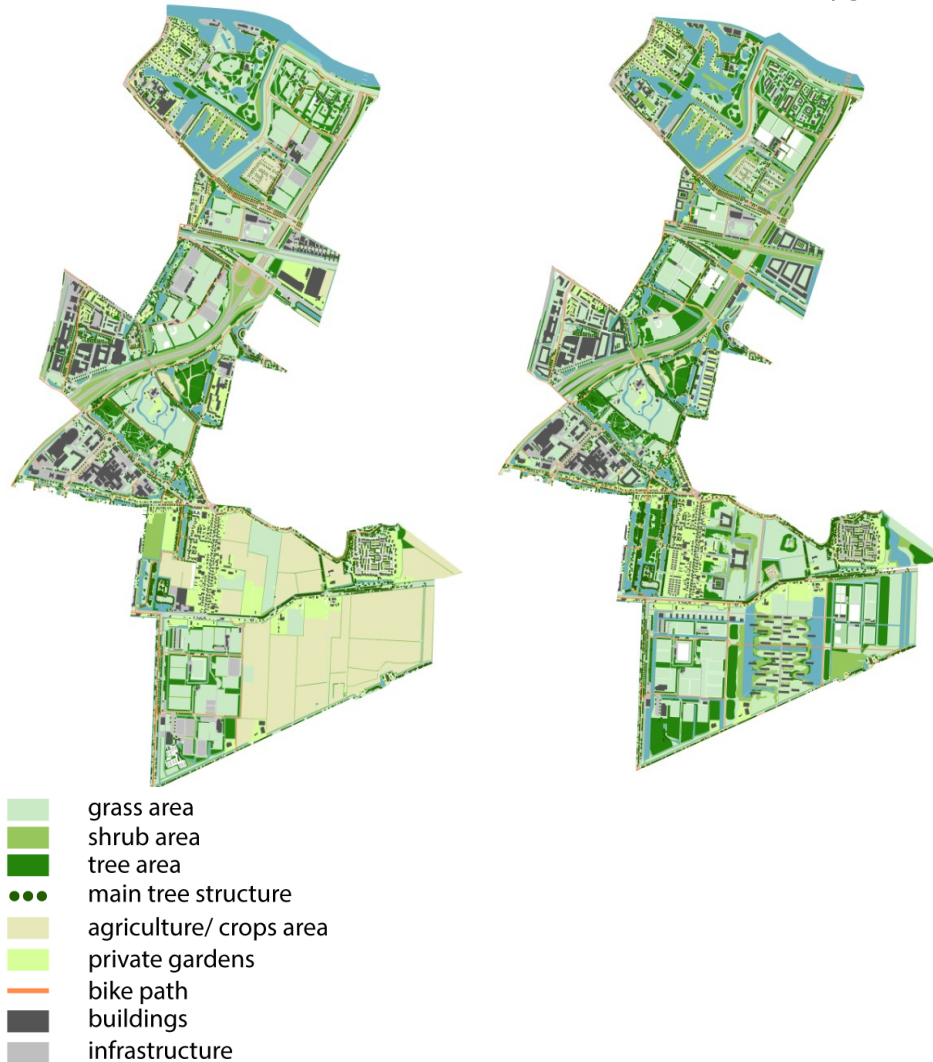 grass area
shrub area
tree area
main tree structure
agriculture/ crops area
private gardens
bike path
buildings
infrastructure